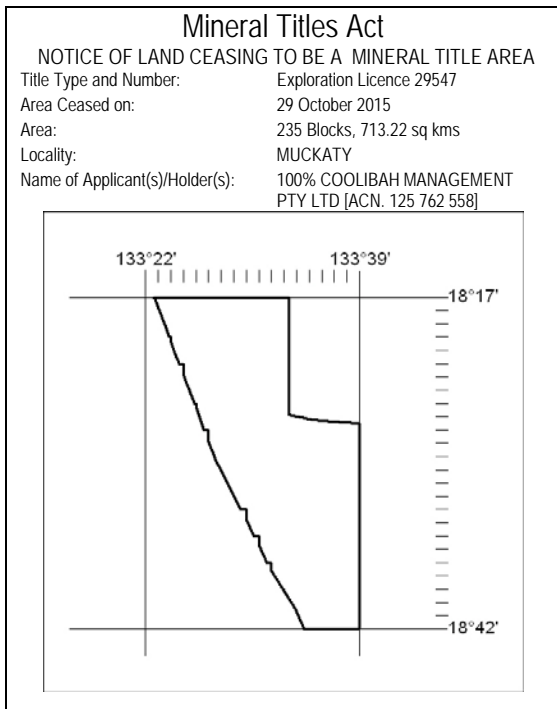 Mineral Titles Act
NOTICE OF LAND CEASING TO BE A MINERAL TITLE AREA
Title Type and Number: Exploration Licence 29547
Area Ceased on: 29 October 2015
Area: 235 Blocks, 713.22 sq kms
Locality: MUCKATY
Name of Applicant(s)/Holder(s): 100% COOLIBAH MANAGEMENT
PTY LTD [ACN. 125 762 558]
133°22' 133°39'
18°17'
18°42'